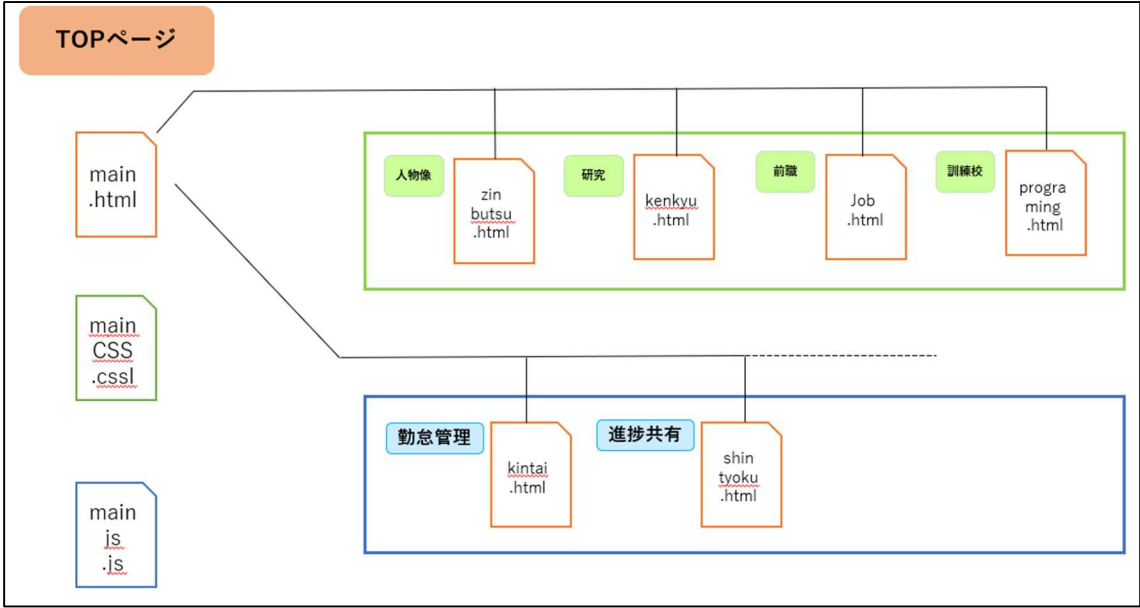 TOPページ
main
.html
人物像
zin
butsu
.html
研究
kenkyu
.html
前職
Job
.html
訓練校
progra
ming
.html
main
CSS
.cssl
勤怠管理
kintai
.html
進捗共有
shin
tyoku
.html
main
js
.js